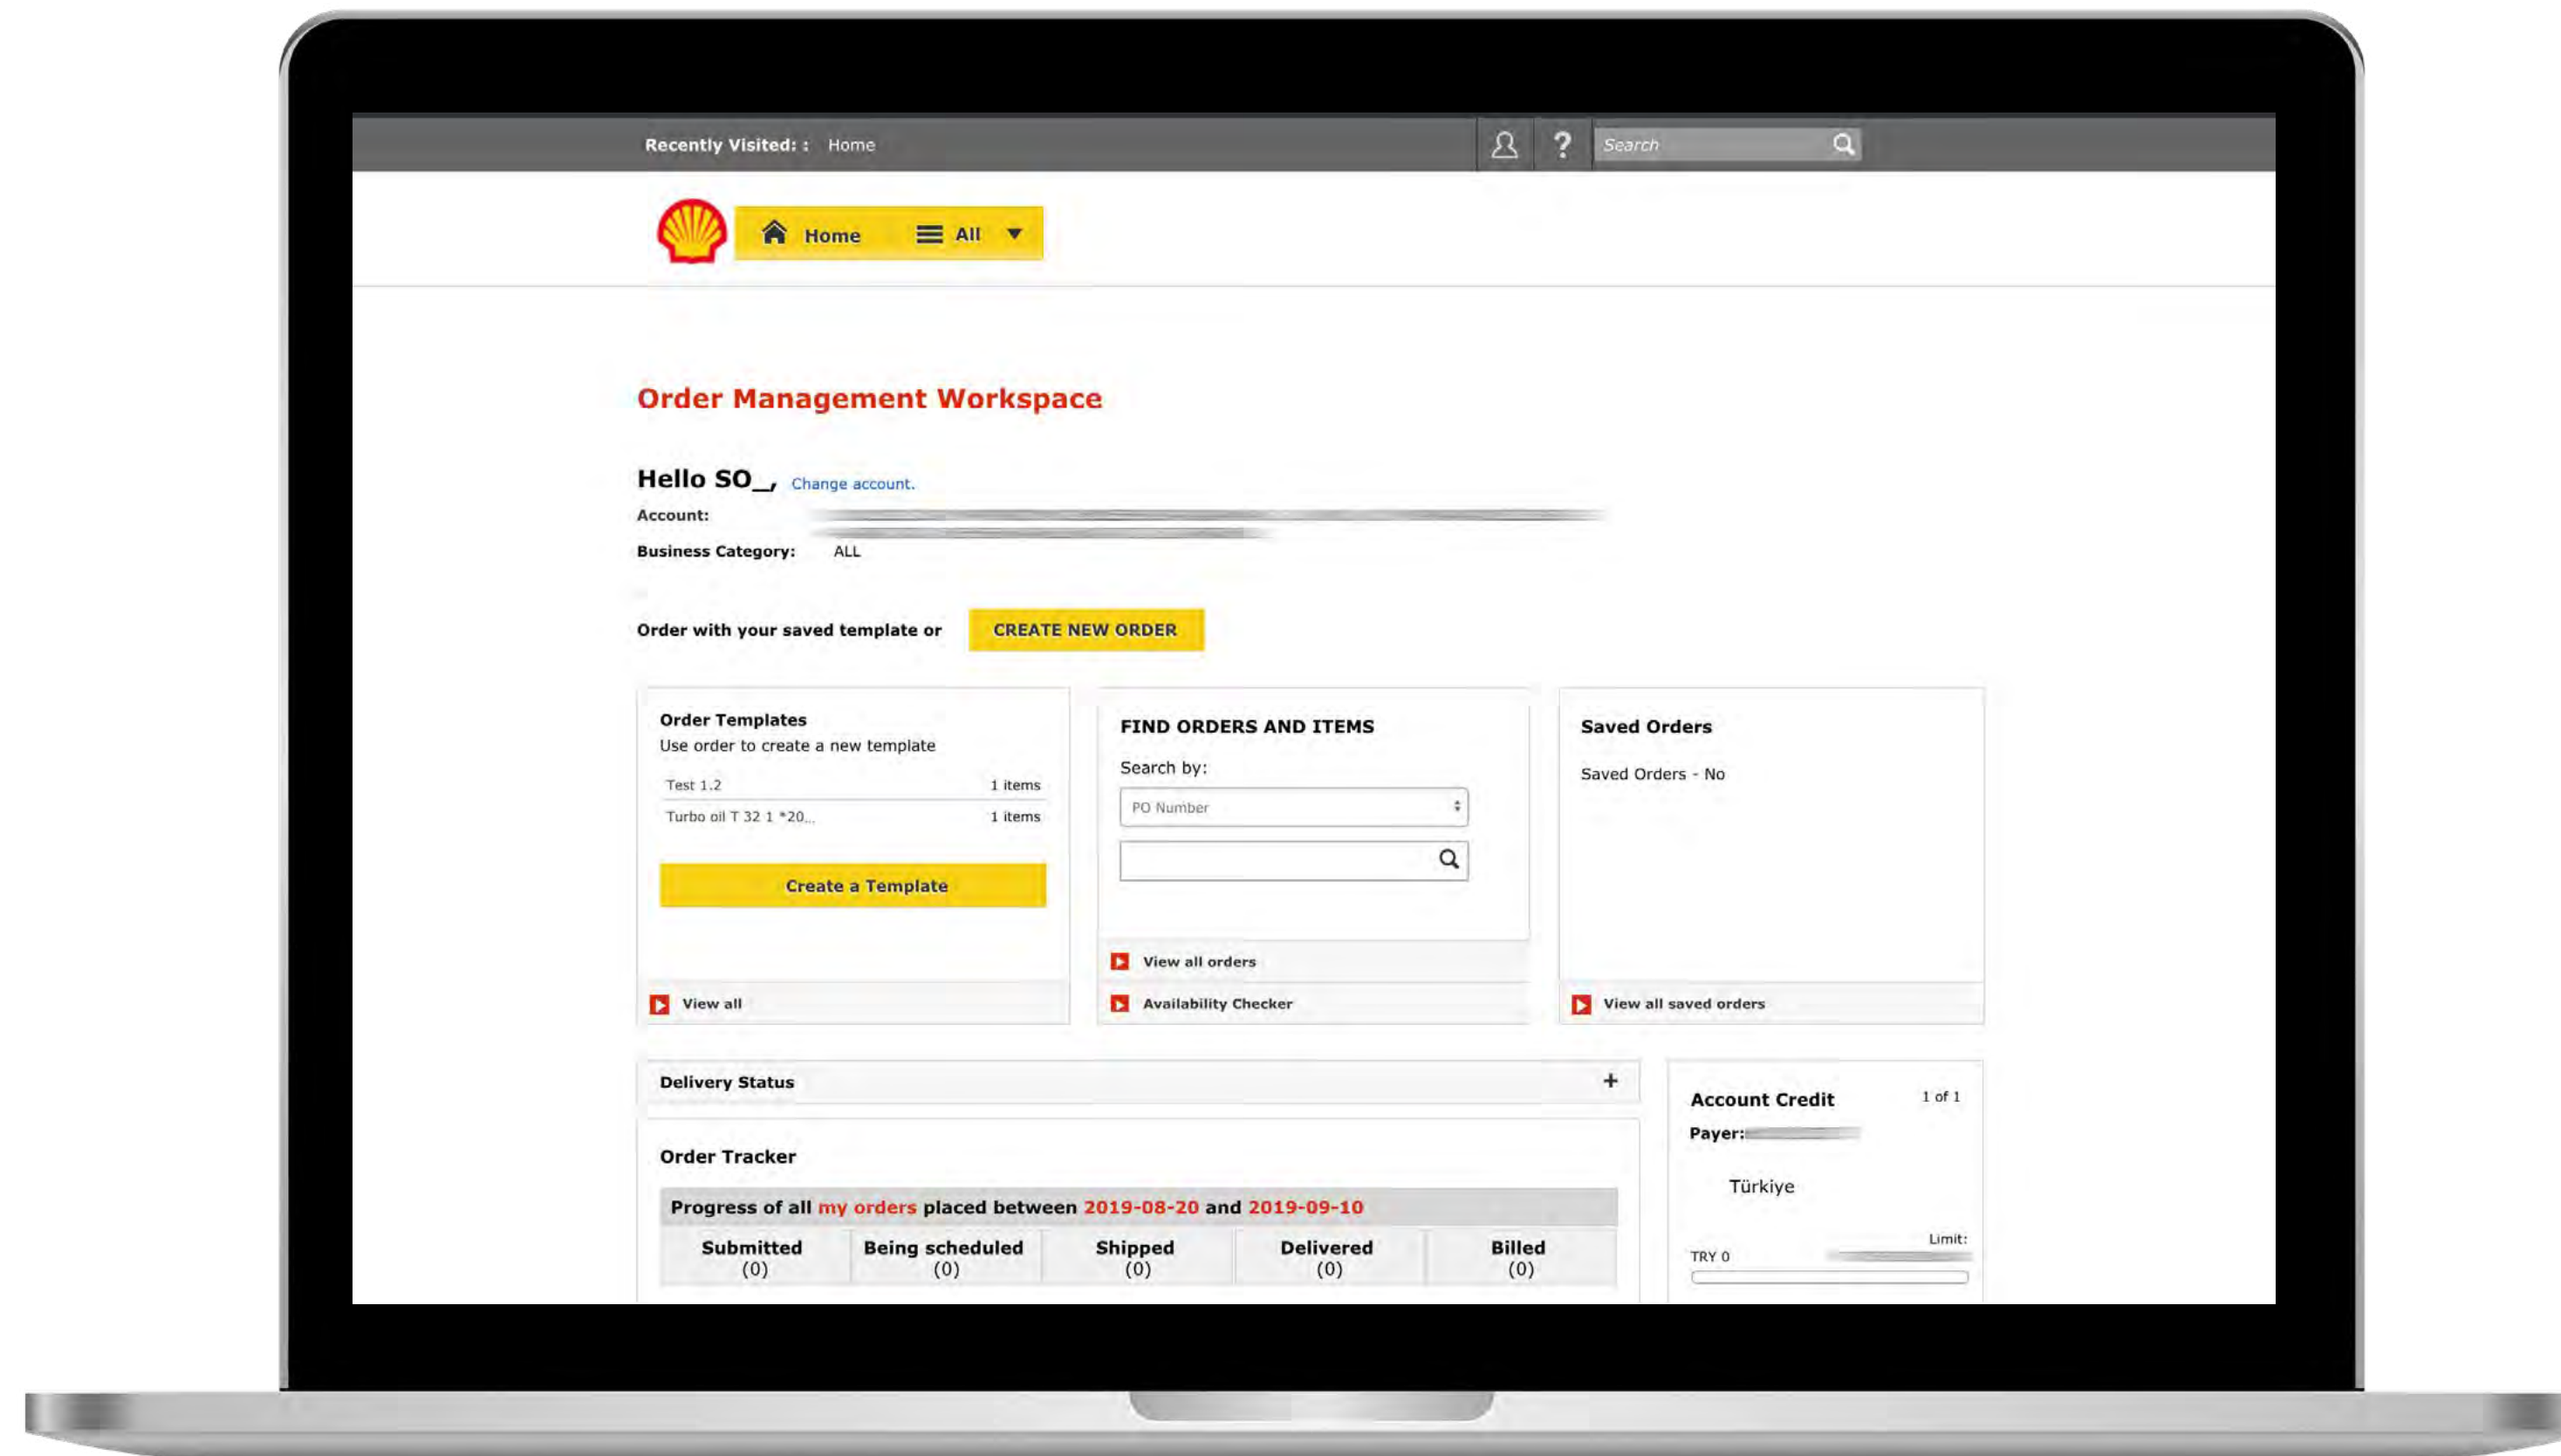 Recently Visited: : Home
? Search
Home All
Order Management Workspace
Hello SO_, Change account.
Account:
Business Category: ALL
Order with your saved template or CREATE NEW ORDER
Order Templates
Use order to create a new template
Test 1.2 1 items
Turbo oil T 32 1 *20... 1 items
Create a Template
View all
FIND ORDERS AND ITEMS
Search by:
PO Number
View all orders
Availability Checker
Saved Orders
Saved Orders - No
View all saved orders
Delivery Status +
Order Tracker
Progress of all my orders placed between 2019-08-20 and 2019-09-10
Submitted Being scheduled Shipped Delivered Billed
(0) (0) (0) (0) (0)
Account Credit 1 of 1
Payer:
Türkiye
Limit:
TRY 0